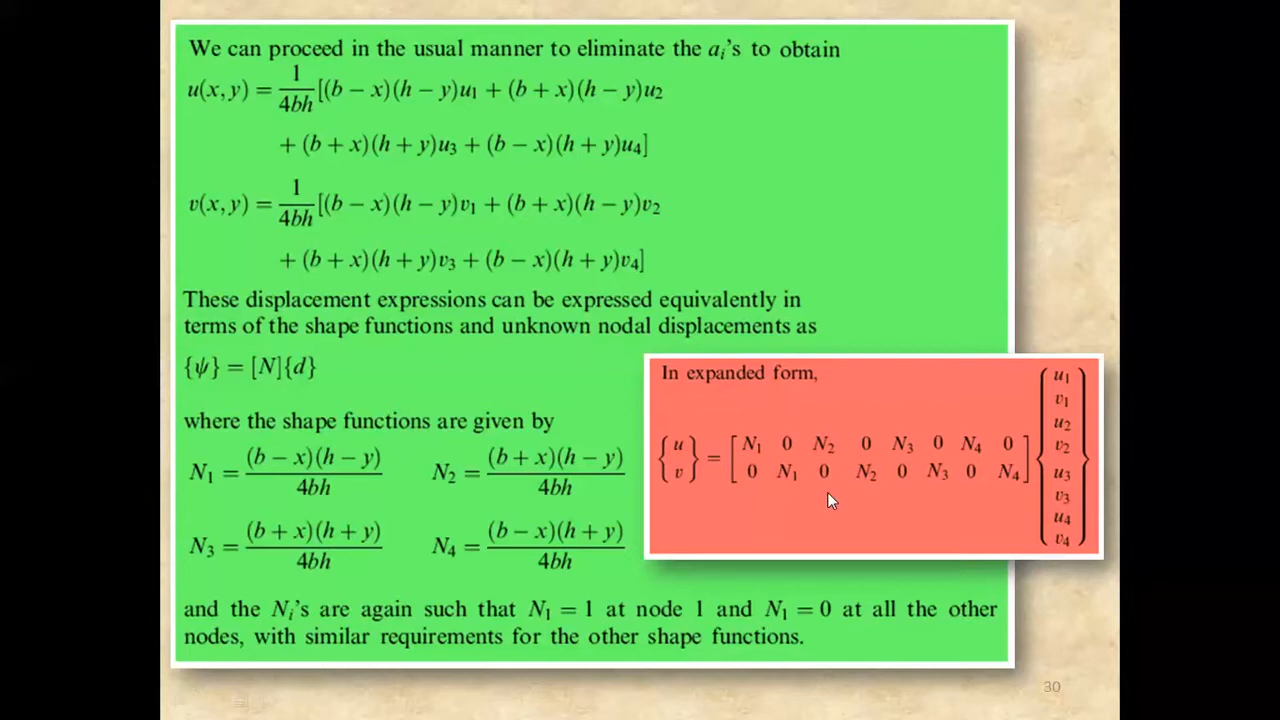 We can proceed in the usual manner to eliminate the aᵢ's to obtain
u(x, y) = 1/4bh [(b − x)(h − y)u₁ + (b + x)(h − y)u₂
+ (b + x)(h + y)u₃ + (b − x)(h + y)u₄]
v(x, y) = 1/4bh [(b − x)(h − y)v₁ + (b + x)(h − y)v₂
+ (b + x)(h + y)v₃ + (b − x)(h + y)v₄]
These displacement expressions can be expressed equivalently in
terms of the shape functions and unknown nodal displacements as
{ψ} = [N]{d}
where the shape functions are given by
N₁ = (b − x)(h − y)/4bh N₂ = (b + x)(h − y)/4bh
N₃ = (b + x)(h + y)/4bh N₄ = (b − x)(h + y)/4bh
and the Nᵢ's are again such that N₁ = 1 at node 1 and N₁ = 0 at all the other
nodes, with similar requirements for the other shape functions.
In expanded form,
{u
v} = [N₁ 0 N₂ 0 N₃ 0 N₄ 0
0 N₁ 0 N₂ 0 N₃ 0 N₄]
{u₁
v₁
u₂
v₂
u₃
v₃
u₄
v₄}
30